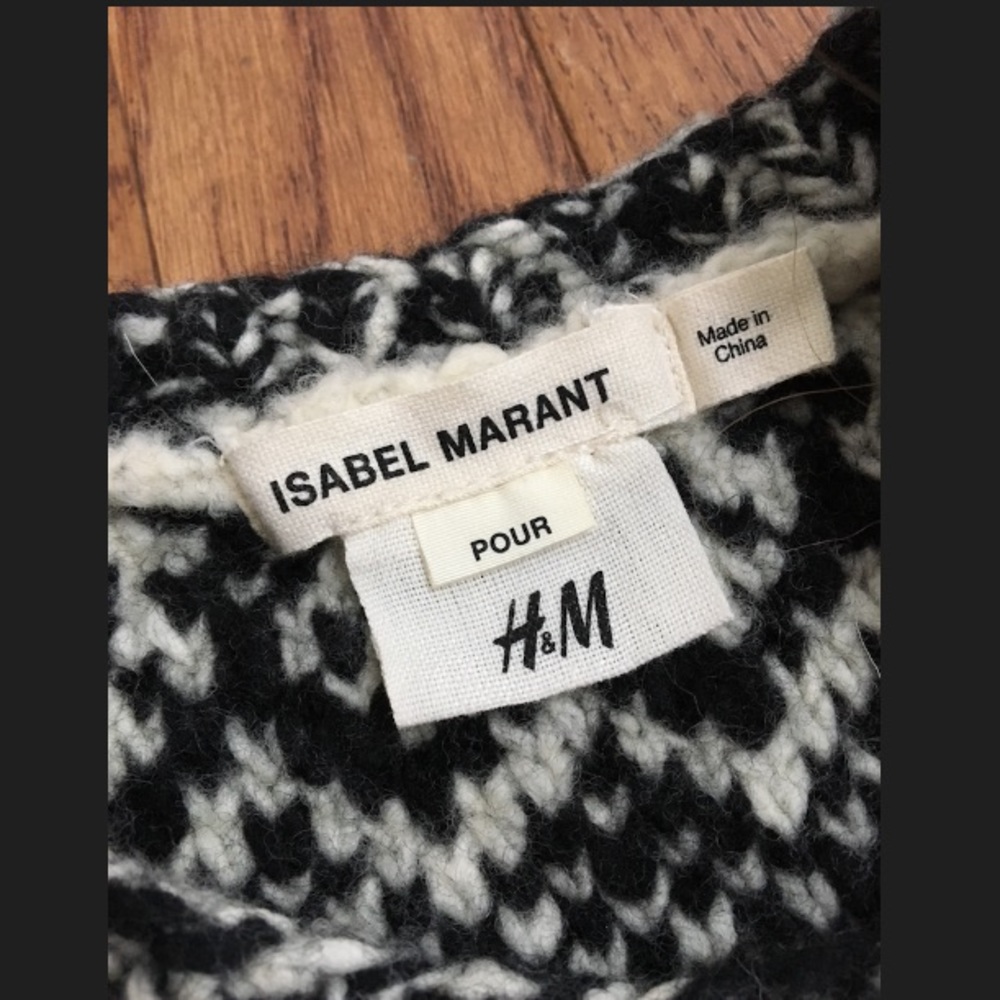 ISABEL MARANT
Made in
China
POUR
H&M